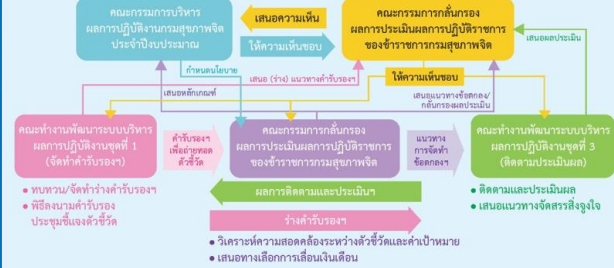 คณะกรรมการบริหาร
ผลการปฏิบัติงานกรมสุขภาพจิต
ประจำปีงบประมาณ
เสนอความเห็น
ให้ความเห็นชอบ
คณะกรรมการกลั่นกรอง
ผลการประเมินผลการปฏิบัติราชการ
ของข้าราชการกรมสุขภาพจิต
เสนอผลประเมิน
กำหนดนโยบาย
เสนอ (ร่าง) แนวทางคำรับรองฯ
ให้ความเห็นชอบ
เสนอหลักเกณฑ์
เสนอแนวทางข้อตกลง/
กลั่นกรองผลประเมิน
คณะทำงานพัฒนาระบบบริหาร
ผลการปฏิบัติงานชุดที่ 1
(จัดทำคำรับรองฯ)
คำรับรองฯ
เพื่อถ่ายทอด
ตัวชี้วัด
คณะกรรมการกลั่นกรอง
ผลการประเมินผลการปฏิบัติราชการ
ของข้าราชการกรมสุขภาพจิต
แนวทาง
การจัดทำ
ข้อตกลงฯ
คณะทำงานพัฒนาระบบบริหาร
ผลการปฏิบัติงานชุดที่ 3
(ติดตามประเมินผล)
• ทบทวน/จัดทำร่างคำรับรองฯ
• พิธีลงนามคำรับรอง
ประชุมชี้แจงตัวชี้วัด
ผลการติดตามและประเมินฯ
• ติดตามและประเมินผล
• เสนอแนวทางจัดสรรสิ่งจูงใจ
ร่างคำรับรองฯ
• วิเคราะห์ความสอดคล้องระหว่างตัวชี้วัดและค่าเป้าหมาย
• เสนอทางเลือกการเลื่อนเงินเดือน